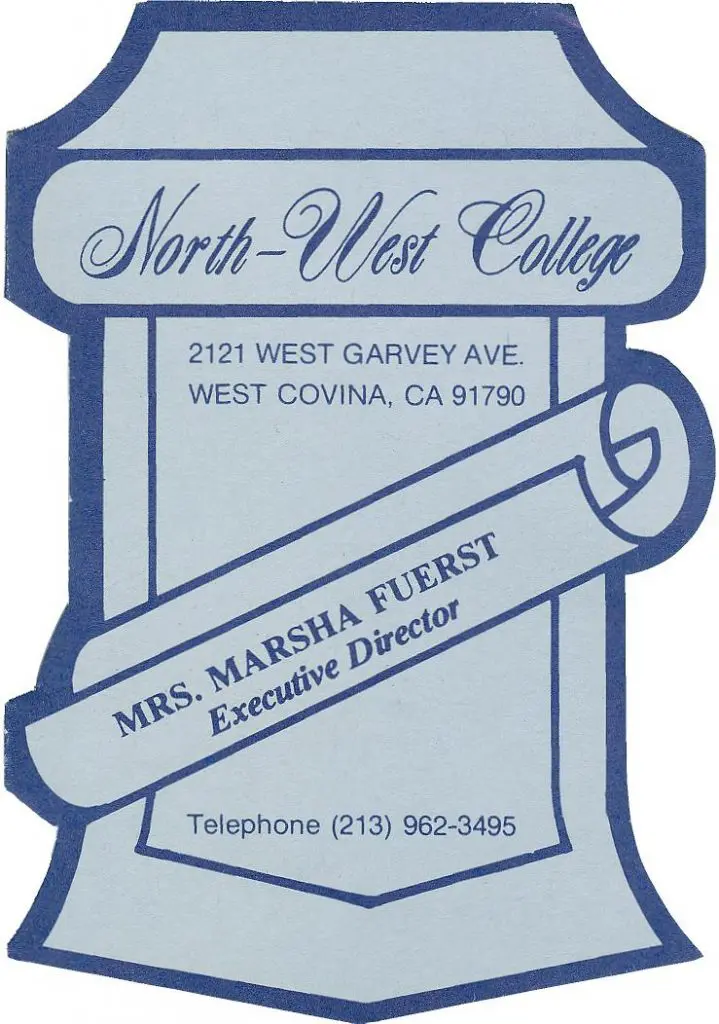 North-West College
2121 WEST GARVEY AVE.
WEST COVINA, CA 91790
MRS. MARSHA FUERST
Executive Director
Telephone (213) 962-3495